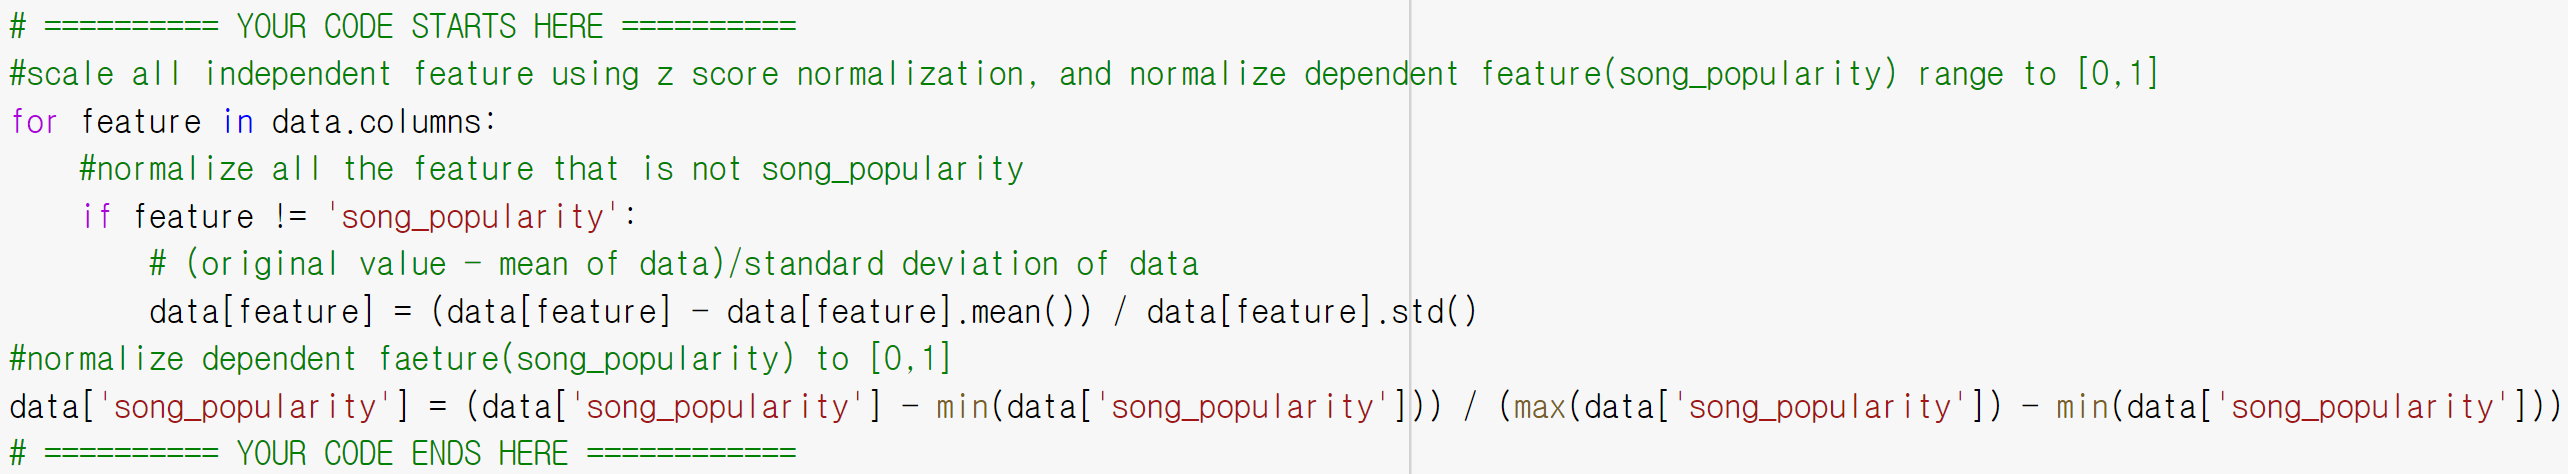 # ========== YOUR CODE STARTS HERE ==========
#scale all independent feature using z score normalization, and normalize dependent feature(song_popularity) range to [0,1]
for feature in data.columns:
    #normalize all the feature that is not song_popularity
    if feature != 'song_popularity':
        # (original value - mean of data)/standard deviation of data
        data[feature] = (data[feature] - data[feature].mean()) / data[feature].std()
#normalize dependent faeture(song_popularity) to [0,1]
data['song_popularity'] = (data['song_popularity'] - min(data['song_popularity'])) / (max(data['song_popularity']) - min(data['song_popularity']))
# ========== YOUR CODE ENDS HERE ============